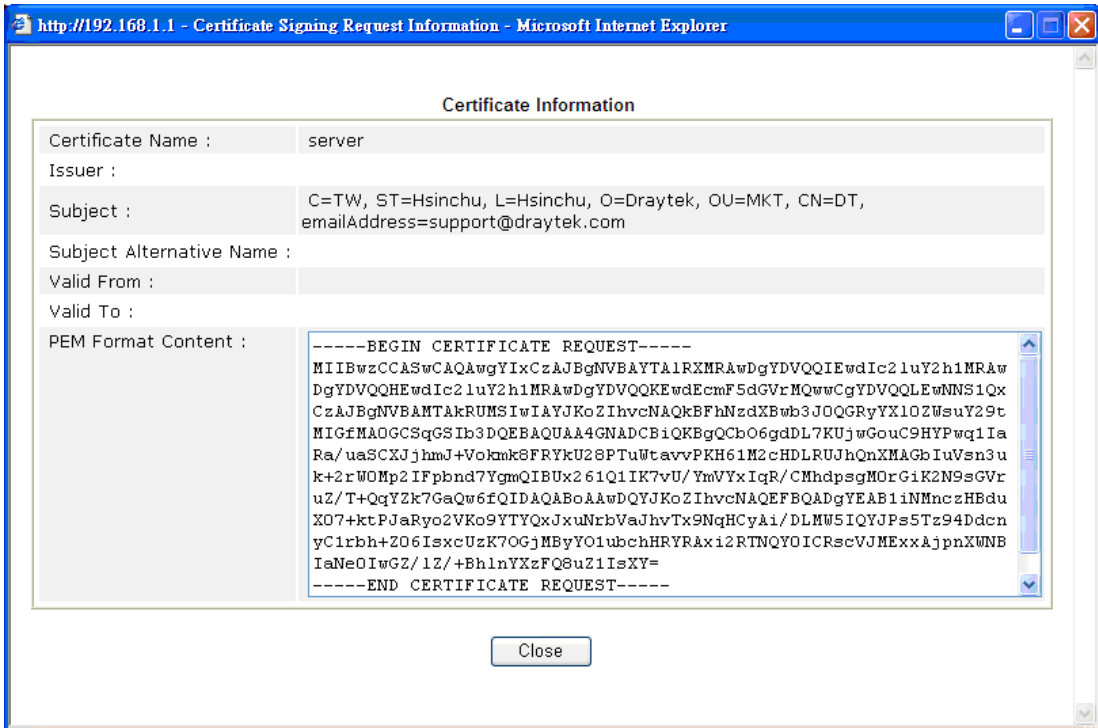 http://192.168.1.1 - Certificate Signing Request Information - Microsoft Internet Explorer
Certificate Information
Certificate Name : server
Issuer :
Subject : C=TW, ST=Hsinchu, L=Hsinchu, O=Draytek, OU=MKT, CN=DT,
emailAddress=support@draytek.com
Subject Alternative Name :
Valid From :
Valid To :
PEM Format Content :
-----BEGIN CERTIFICATE REQUEST-----
MIIBwzCCASwCAQAwgYIxCzAJBgNVBAYTAlRXMRAwDgYDVQQIEwdIc2luY2h1MRAw
DgYDVQQHEwdIc2luY2h1MRAwDgYDVQQKEwdEcmF5dGVrMQwwCgYDVQQLEwNNS1Qx
CzAJBgNVBAMTAkRUMSIwIAYJKoZIhvcNAQkBFhNzdXBwb3J0QGRyYXl0ZWsuY29t
MIGfMA0GCSqGSIb3DQEBAQUAA4GNADCBiQKBgQCbO6gdDL7KUjwGouC9HYPwq1Ia
Ra/uaSCXJjhmJ+Vokmk8FRYkU28PTuWtavvPKH61M2cHDLRUJhQnXMAGbIuVsn3u
k+2rW0Mp2IFpbnd7YgmQIBUx261Q1IK7vU/YmVYxIqR/CMhdpsgMOrGiK2N9sGVr
uZ/T+QqYZk7GaQw6fQIDAQABoAAwDQYJKoZIhvcNAQEFBQADgYEAB1iNMnczHBdu
XO7+ktPJaRyo2VKo9YTYQxJxuNrbVaJhvTx9NqHCyAi/DLMW5IQYJPs5Tz94Ddcn
yC1rbh+ZO6IsxcUzK7OGjMByYO1ubchHRYRAxi2RTNQYOICRscVJMExxAjpnXWNB
IaNeOIwGZ/lZ/+BhlnYXzFQ8uZ1IsXY=
-----END CERTIFICATE REQUEST-----
Close